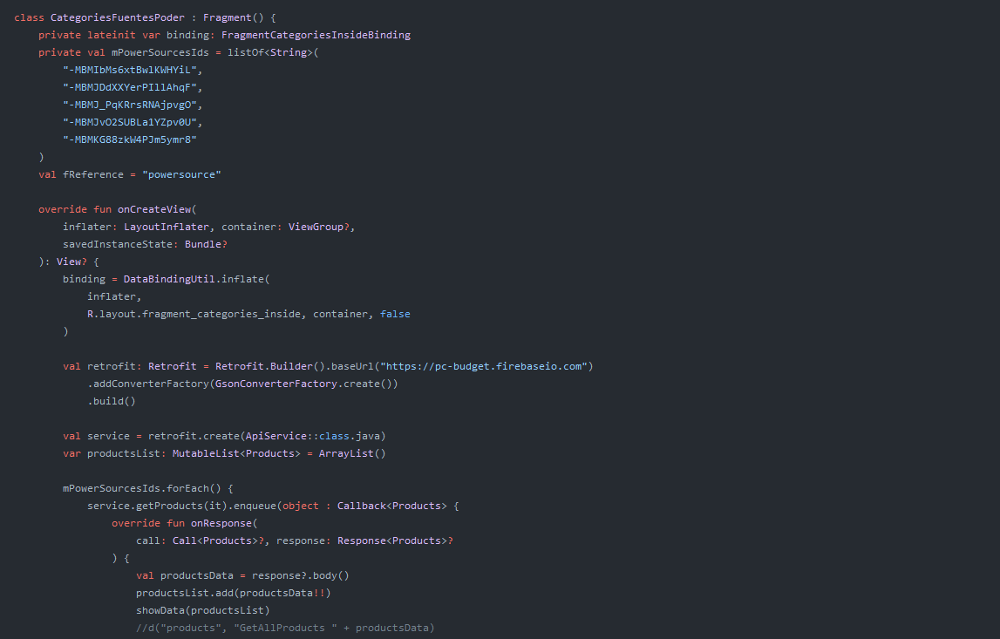 class CategoriesFuentesPoder : Fragment() {
    private lateinit var binding: FragmentCategoriesInsideBinding
    private val mPowerSourcesIds = listOf<String>(
        "-MBMIbMs6xtBwlKWHYiL",
        "-MBMJDdXXYerPIllAhqF",
        "-MBMJ_PqKRrsRNAjpvgO",
        "-MBMJvO2SUBLa1YZpv0U",
        "-MBMKG88zkW4PJm5ymr8"
    )
    val fReference = "powersource"

    override fun onCreateView(
        inflater: LayoutInflater, container: ViewGroup?,
        savedInstanceState: Bundle?
    ): View? {
        binding = DataBindingUtil.inflate(
            inflater,
            R.layout.fragment_categories_inside, container, false
        )

        val retrofit: Retrofit = Retrofit.Builder().baseUrl("https://pc-budget.firebaseio.com")
            .addConverterFactory(GsonConverterFactory.create())
            .build()

        val service = retrofit.create(ApiService::class.java)
        var productsList: MutableList<Products> = ArrayList()

        mPowerSourcesIds.forEach() {
            service.getProducts(it).enqueue(object : Callback<Products> {
                override fun onResponse(
                    call: Call<Products>?, response: Response<Products>?
                ) {
                    val productsData = response?.body()
                    productsList.add(productsData!!)
                    showData(productsList)
                    //d("products", "GetAllProducts " + productsData)